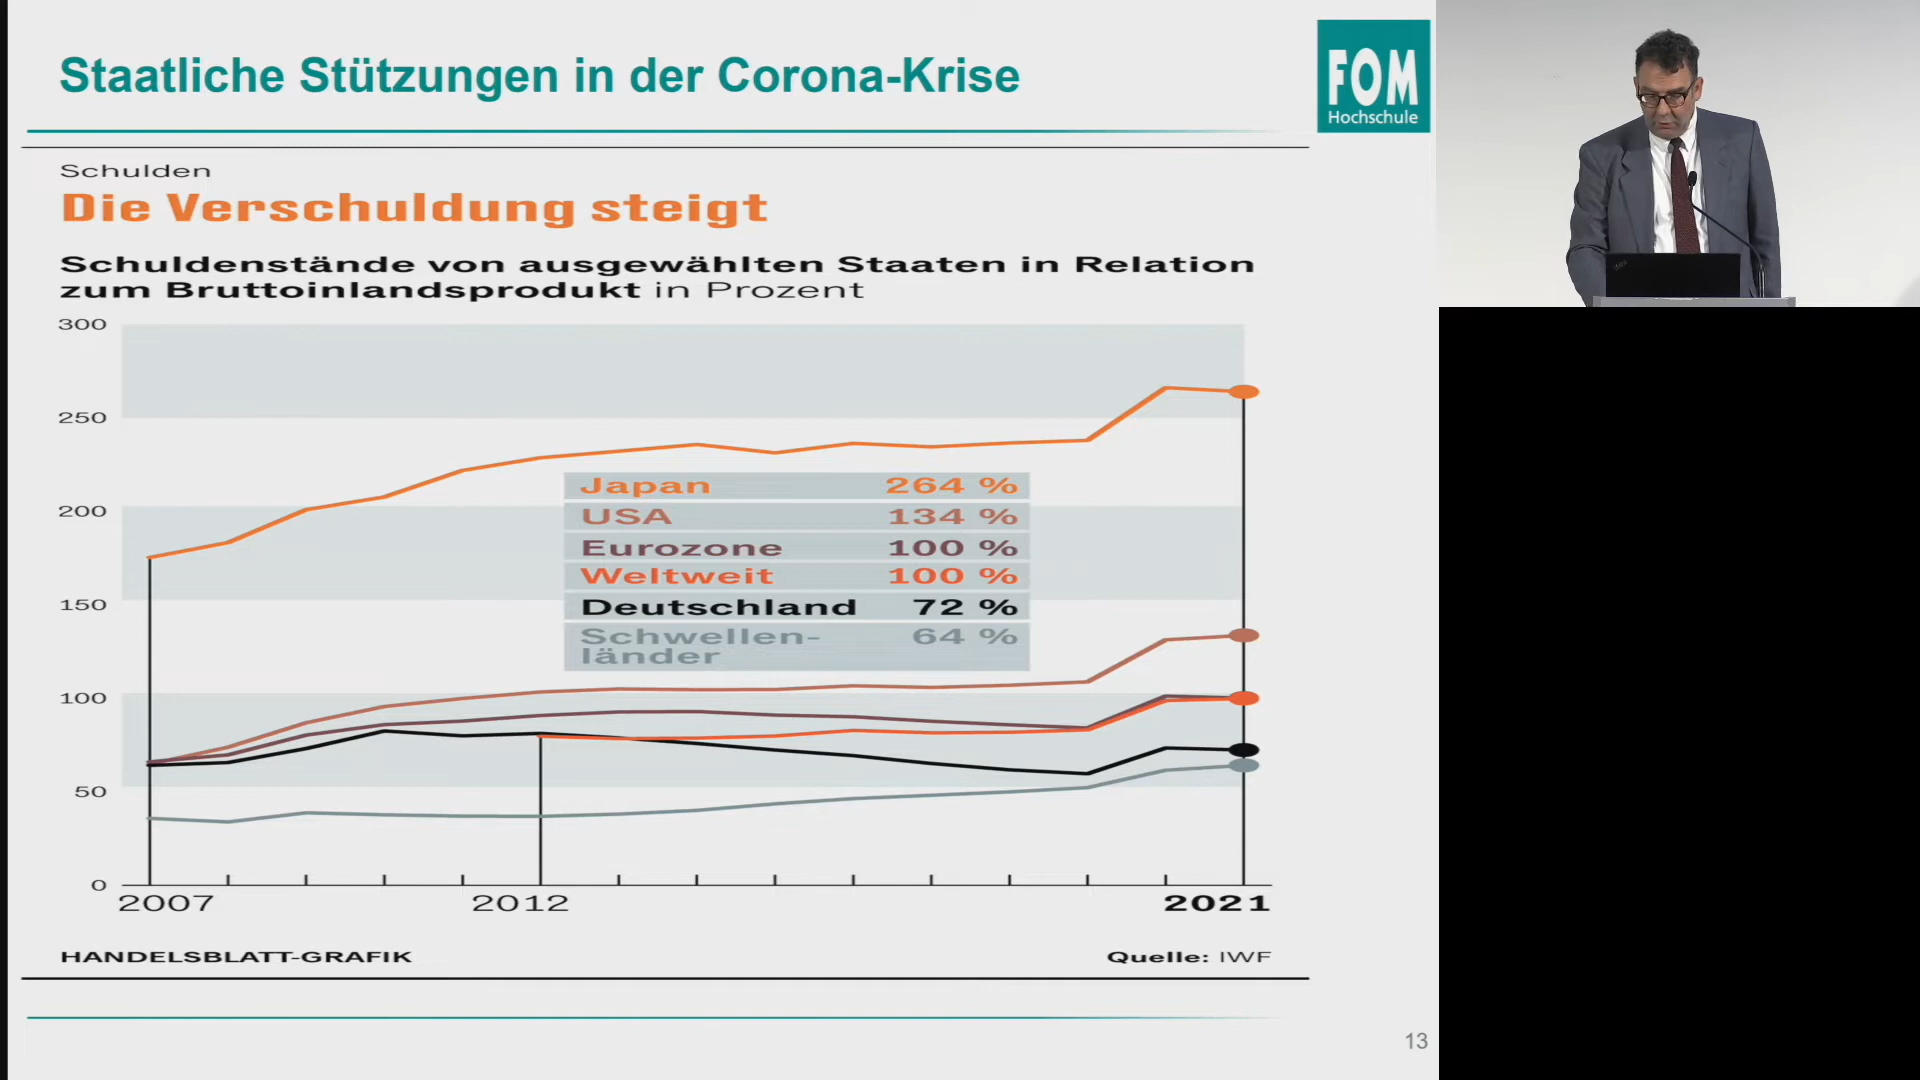 Staatliche Stützungen in der Corona-Krise
FOM
Hochschule
Schulden
Die Verschuldung steigt
Schuldenstände von ausgewählten Staaten in Relation
zum Bruttoinlandsprodukt in Prozent
300
250
200
150
100
50
0
Japan 264 %
USA 134 %
Eurozone 100 %
Weltweit 100 %
Deutschland 72 %
Schwellen- 64 %
länder
2007 2012 2021
HANDELSBLATT-GRAFIK Quelle: IWF
13